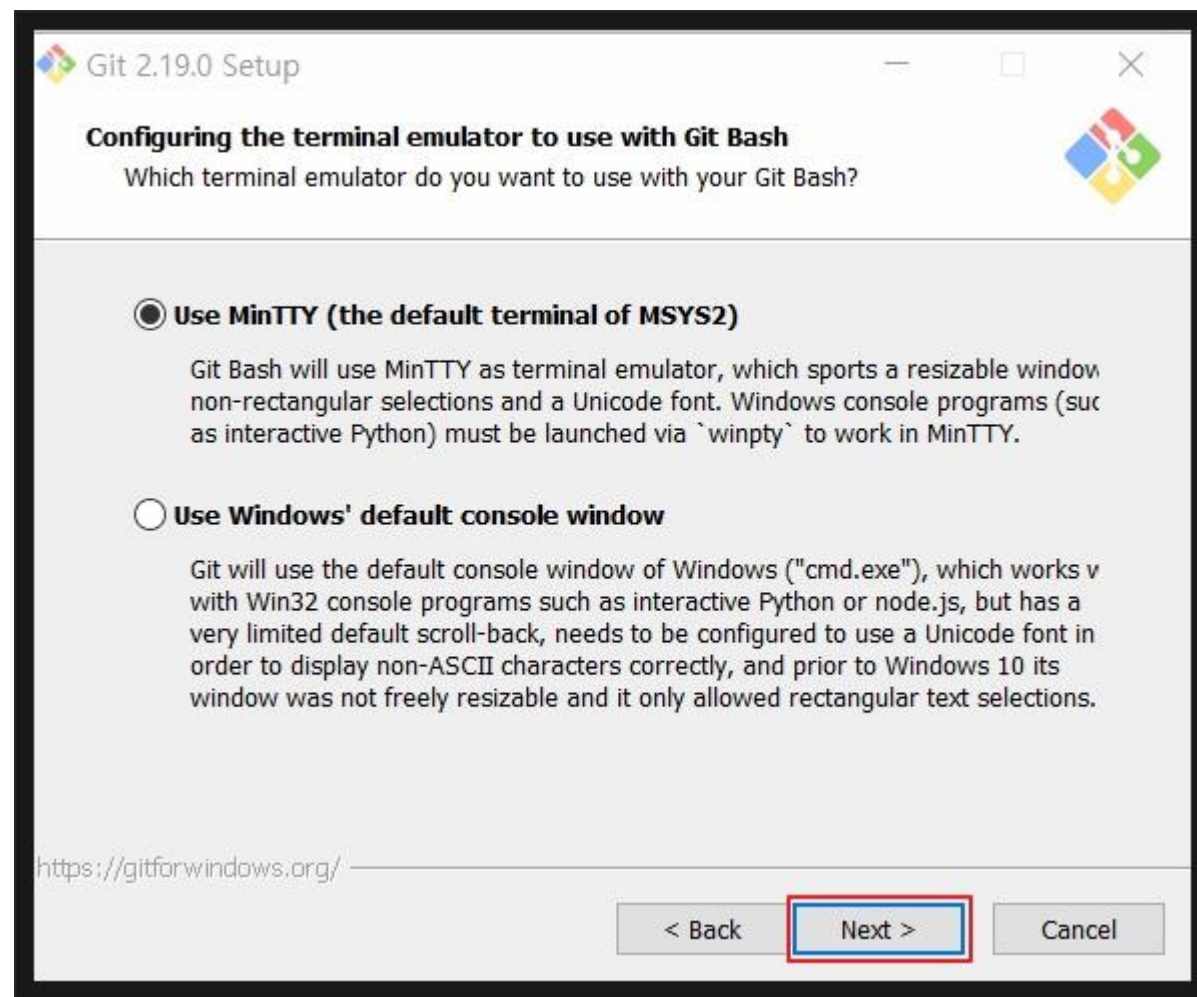 Git 2.19.0 Setup
Configuring the terminal emulator to use with Git Bash
Which terminal emulator do you want to use with your Git Bash?
Use MinTTY (the default terminal of MSYS2)
Git Bash will use MinTTY as terminal emulator, which sports a resizable window
non-rectangular selections and a Unicode font. Windows console programs (suc
as interactive Python) must be launched via `winpty` to work in MinTTY.
Use Windows' default console window
Git will use the default console window of Windows ("cmd.exe"), which works w
with Win32 console programs such as interactive Python or node.js, but has a
very limited default scroll-back, needs to be configured to use a Unicode font in
order to display non-ASCII characters correctly, and prior to Windows 10 its
window was not freely resizable and it only allowed rectangular text selections.
https://gitforwindows.org/
< Back Next > Cancel